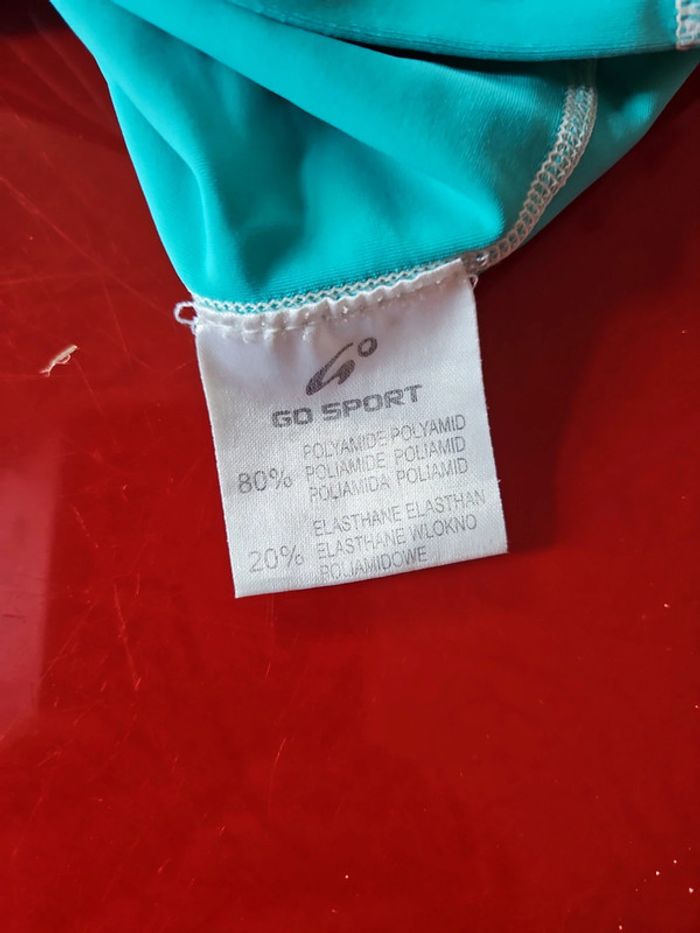 GO SPORT
POLYAMIDE POLYAMID
80% POLIAMIDE POLIAMID
POLIAMIDA POLIAMID
ELASTHANE ELASTHAN
20% ELASTHANE WLOKNO
POLIAMIDOWE